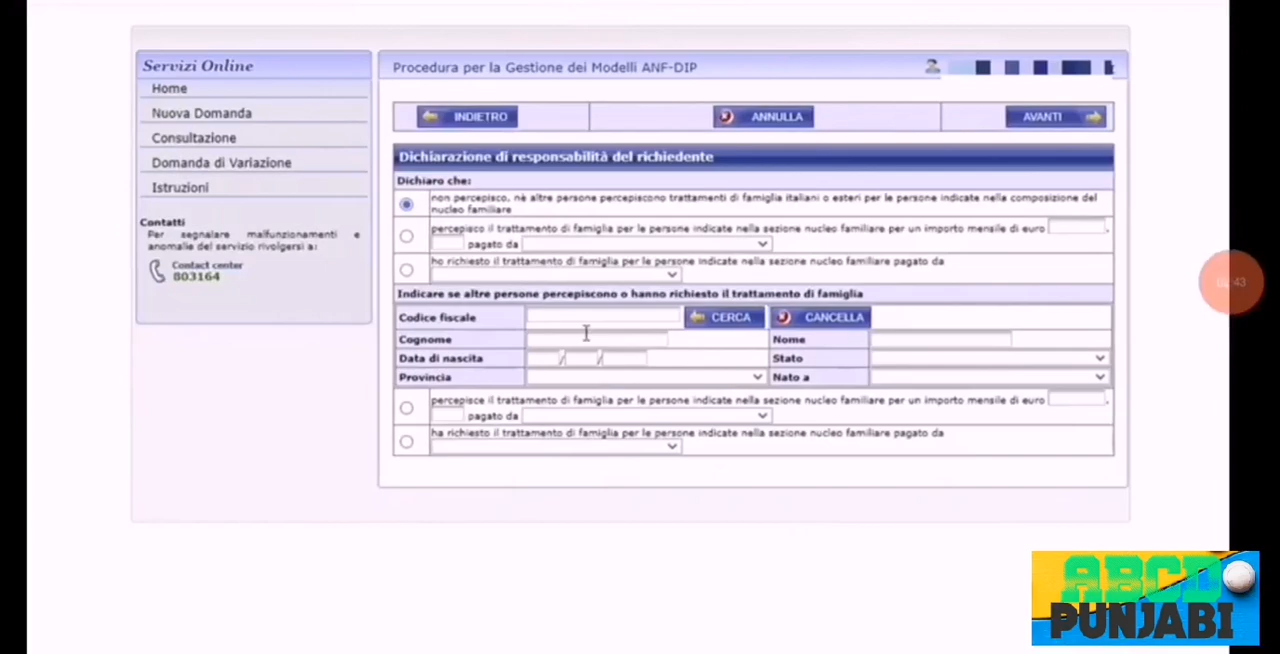 Servizi Online
Home
Nuova Domanda
Consultazione
Domanda di Variazione
Istruzioni
Contatti
Per segnalare malfunzionamenti e
anomalie del servizio rivolgersi a:
Contact center
803164
Procedura per la Gestione dei Modelli ANF-DIP
INDIETRO
ANNULLA
AVANTI
Dichiarazione di responsabilità del richiedente
Dichiaro che:
non percepisco, nè altre persone percepiscono trattamenti di famiglia italiani o esteri per le persone indicate nella composizione del
nucleo familiare
percepisco il trattamento di famiglia per le persone indicate nella sezione nucleo familiare per un importo mensile di euro ,
pagato da
ho richiesto il trattamento di famiglia per le persone indicate nella sezione nucleo familiare pagato da
Indicare se altre persone percepiscono o hanno richiesto il trattamento di famiglia
Codice fiscale CERCA CANCELLA
Cognome Nome
Data di nascita / / Stato
Provincia Nato a
percepisce il trattamento di famiglia per le persone indicate nella sezione nucleo familiare per un importo mensile di euro ,
pagato da
ha richiesto il trattamento di famiglia per le persone indicate nella sezione nucleo familiare pagato da
02:43
ABCD
PUNJABI